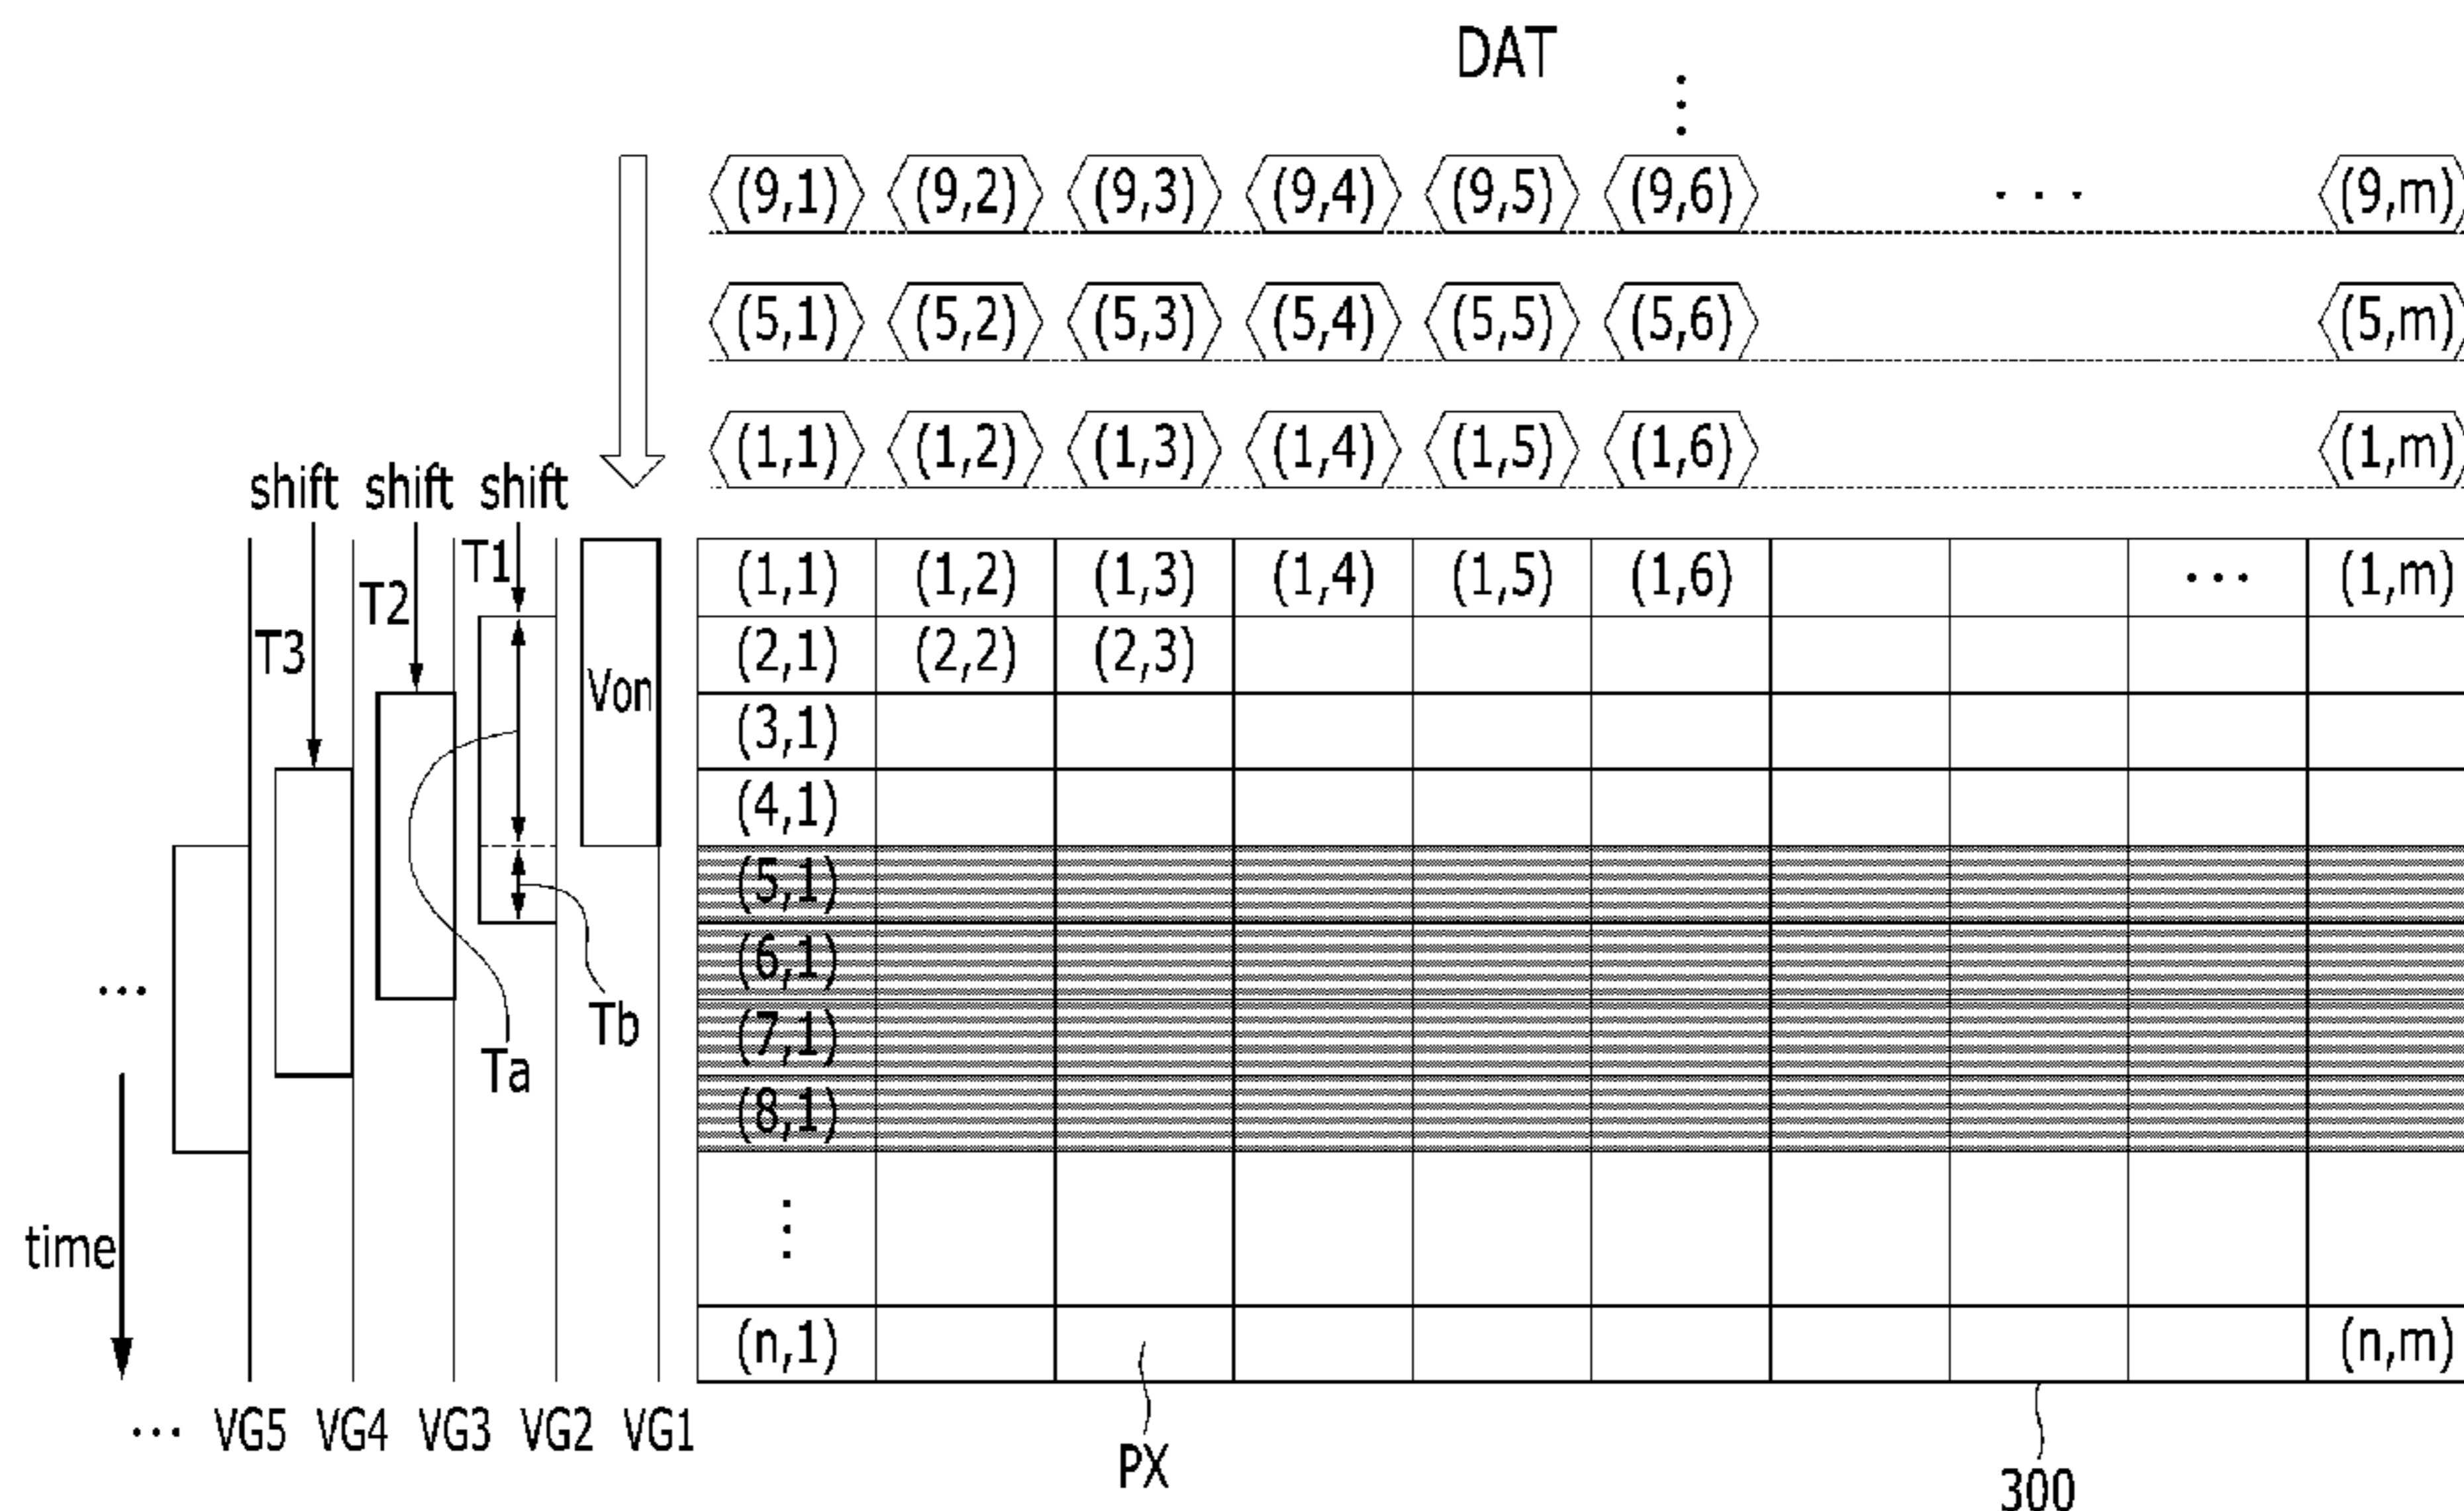 DAT
⋮
(9,1) (9,2) (9,3) (9,4) (9,5) (9,6) ··· (9,m)
(5,1) (5,2) (5,3) (5,4) (5,5) (5,6) (5,m)
(1,1) (1,2) (1,3) (1,4) (1,5) (1,6) (1,m)
shift shift shift
T3 T2 T1 Von
(1,1) (1,2) (1,3) (1,4) (1,5) (1,6) ··· (1,m)
(2,1) (2,2) (2,3)
(3,1)
(4,1)
(5,1)
(6,1)
(7,1)
(8,1)
⋮
(n,1) (n,m)
··· Ta Tb
time
··· VG5 VG4 VG3 VG2 VG1
PX
300